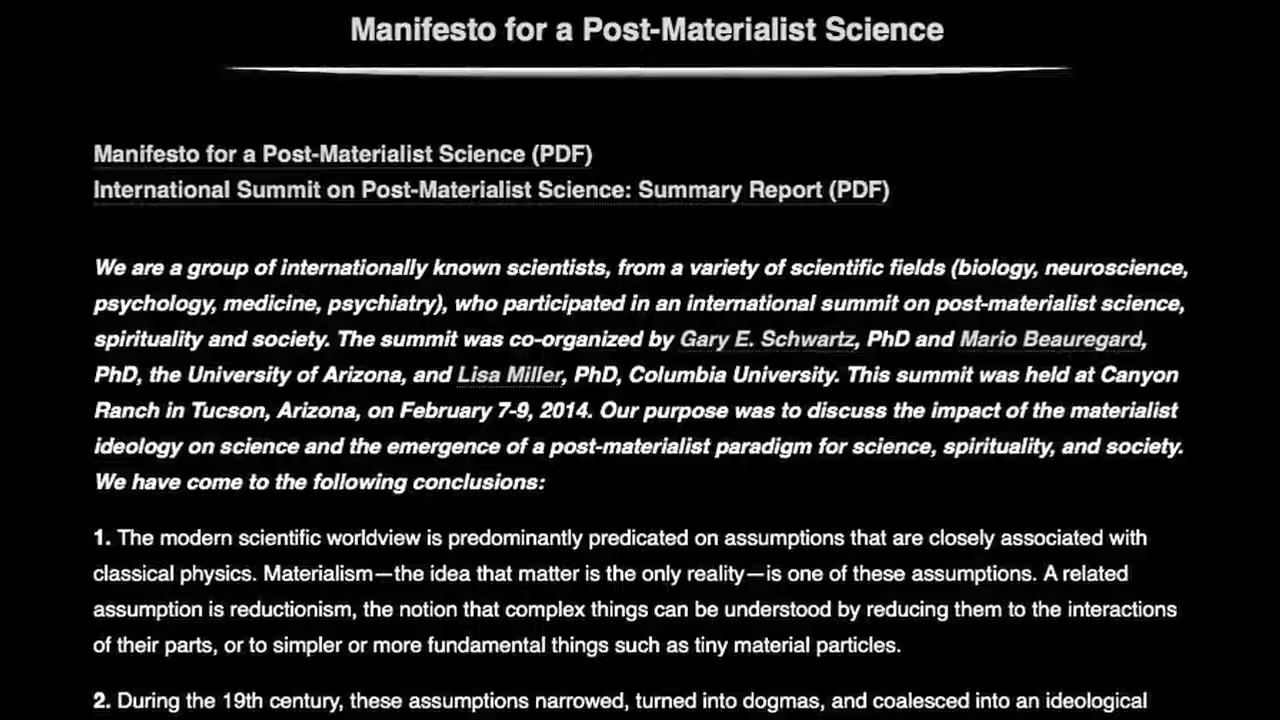 Manifesto for a Post-Materialist Science
Manifesto for a Post-Materialist Science (PDF)
International Summit on Post-Materialist Science: Summary Report (PDF)
We are a group of internationally known scientists, from a variety of scientific fields (biology, neuroscience,
psychology, medicine, psychiatry), who participated in an international summit on post-materialist science,
spirituality and society. The summit was co-organized by Gary E. Schwartz, PhD and Mario Beauregard,
PhD, the University of Arizona, and Lisa Miller, PhD, Columbia University. This summit was held at Canyon
Ranch in Tucson, Arizona, on February 7-9, 2014. Our purpose was to discuss the impact of the materialist
ideology on science and the emergence of a post-materialist paradigm for science, spirituality, and society.
We have come to the following conclusions:
1. The modern scientific worldview is predominantly predicated on assumptions that are closely associated with
classical physics. Materialism—the idea that matter is the only reality—is one of these assumptions. A related
assumption is reductionism, the notion that complex things can be understood by reducing them to the interactions
of their parts, or to simpler or more fundamental things such as tiny material particles.
2. During the 19th century, these assumptions narrowed, turned into dogmas, and coalesced into an ideological